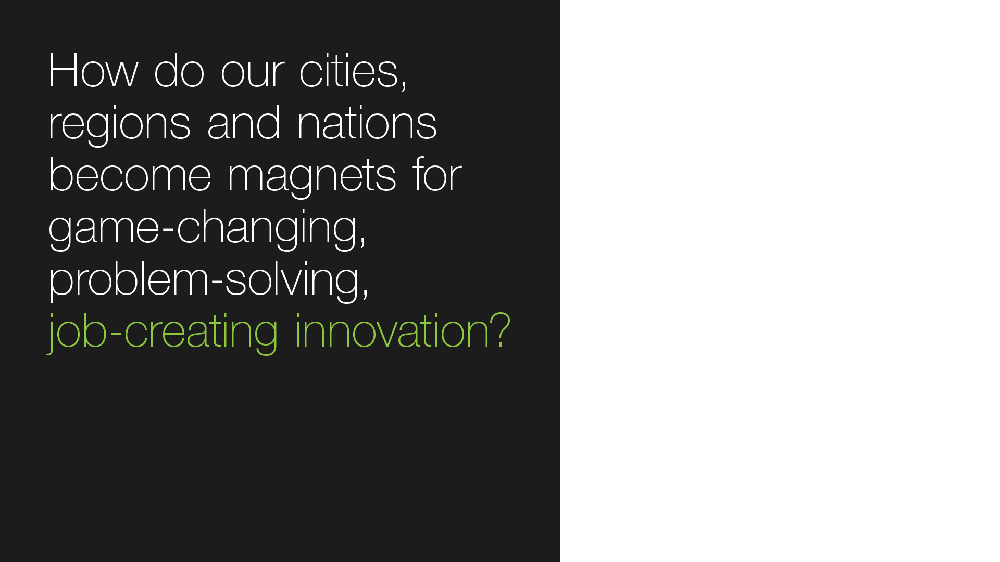 How do our cities,
regions and nations
become magnets for
game-changing,
problem-solving,
job-creating innovation?